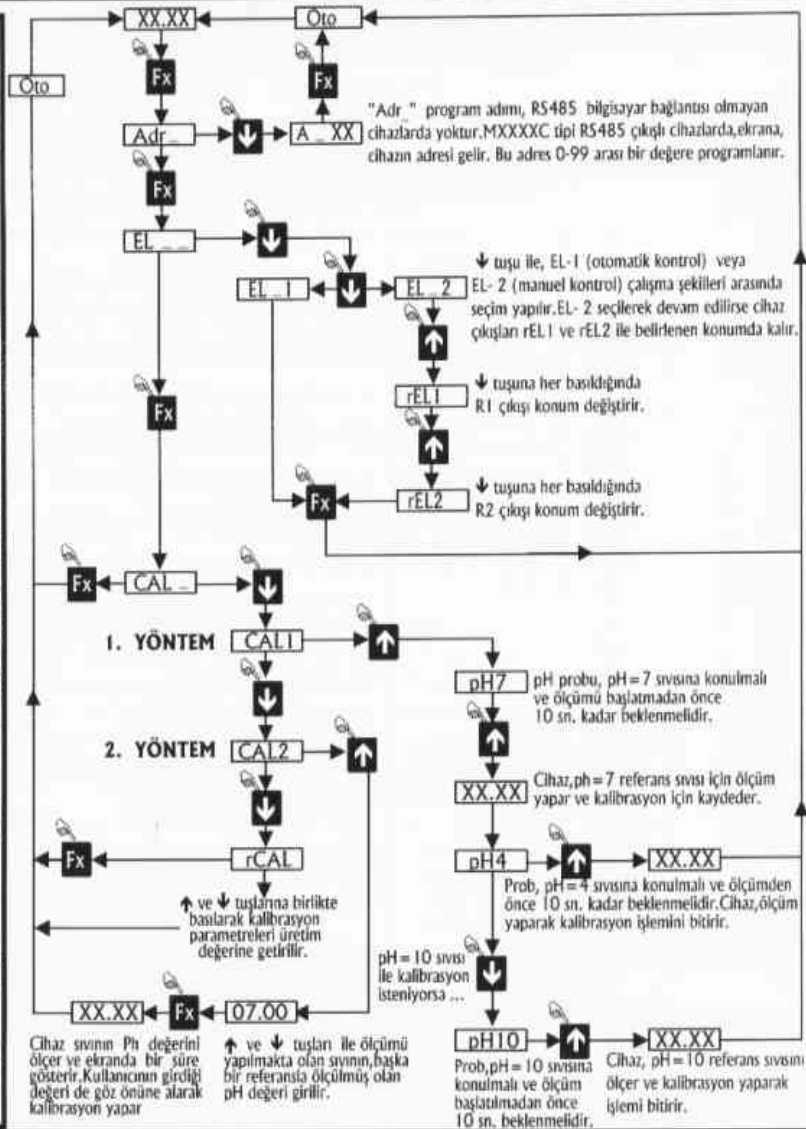 XX.XX
Oto
Fx
Fx
Oto
Adr_
A _ XX
"Adr_" program adımı, RS485 bilgisayar bağlantısı olmayan
cihazlarda yoktur.MXXXXC tipi RS485 çıkışlı cihazlarda,ekrana,
cihazın adresi gelir. Bu adres 0-99 arası bir değere programlanır.
Fx
EL _ _
EL _ 1
EL _ 2
↓ tuşu ile, EL-1 (otomatik kontrol) veya
EL- 2 (manuel kontrol) çalışma şekilleri arasında
seçim yapılır.EL- 2 seçilerek devam edilirse cihaz
çıkışları rEL1 ve rEL2 ile belirlenen konumda kalır.
Fx
rEL1
↓ tuşuna her basıldığında
R1 çıkışı konum değiştirir.
Fx
rEL2
↓ tuşuna her basıldığında
R2 çıkışı konum değiştirir.
Fx
CAL _
1. YÖNTEM
CAL1
pH7
pH probu, pH=7 sıvısına konulmalı
ve ölçümü başlatmadan önce
10 sn. kadar beklenmelidir.
2. YÖNTEM
CAL2
XX.XX
Cihaz,ph=7 referans sıvısı için ölçüm
yapar ve kalibrasyon için kaydeder.
Fx
rCAL
pH4
XX.XX
Prob, pH=4 sıvısına konulmalı ve ölçümden
önce 10 sn. kadar beklenmelidir.Cihaz,ölçüm
yaparak kalibrasyon işlemini bitirir.
↑ ve ↓ tuşlarına birlikte
basılarak kalibrasyon
parametreleri üretim
değerine getirilir.
pH=10 sıvısı
ile kalibrasyon
isteniyorsa ...
XX.XX
Fx
07.00
pH10
XX.XX
Cihaz sıvının Ph değerini
ölçer ve ekranda bir süre
gösterir.Kullanıcının girdiği
değeri de göz önüne alarak
kalibrasyon yapar
↑ ve ↓ tuşları ile ölçümü
yapılmakta olan sıvının,başka
bir referansla ölçülmüş olan
pH değeri girilir.
Prob,pH=10 sıvısına
konulmalı ve ölçüm
başlatılmadan önce
10 sn. beklenmelidir.
Cihaz, pH=10 referans sıvısını
ölçer ve kalibrasyon yaparak
işlemi bitirir.